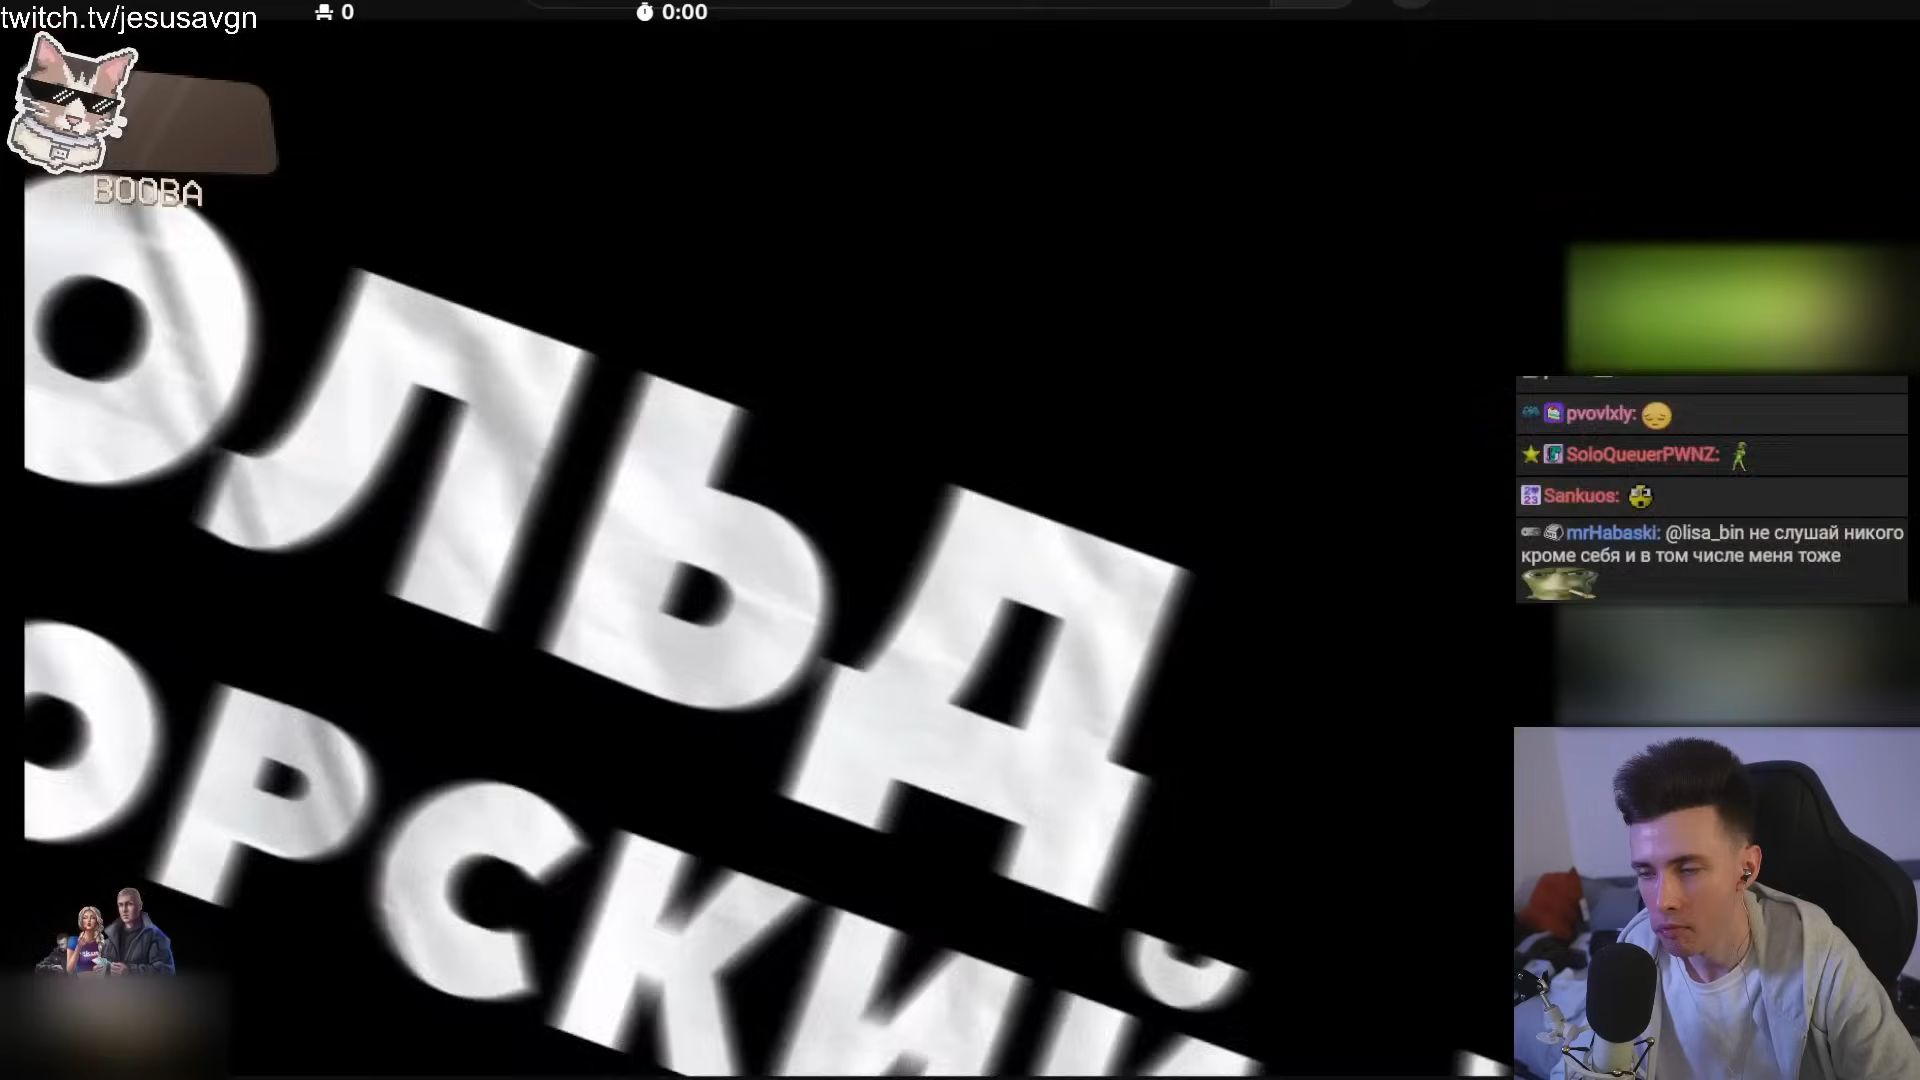 twitch.tv/jesusavgn
0
0:00
BOOBA
ОЛЬД
ОРСКИЙ
pvovlxly:
SoloQueuerPWNZ:
Sankuos:
mrHabaski: @lisa_bin не слушай никого
кроме себя и в том числе меня тоже